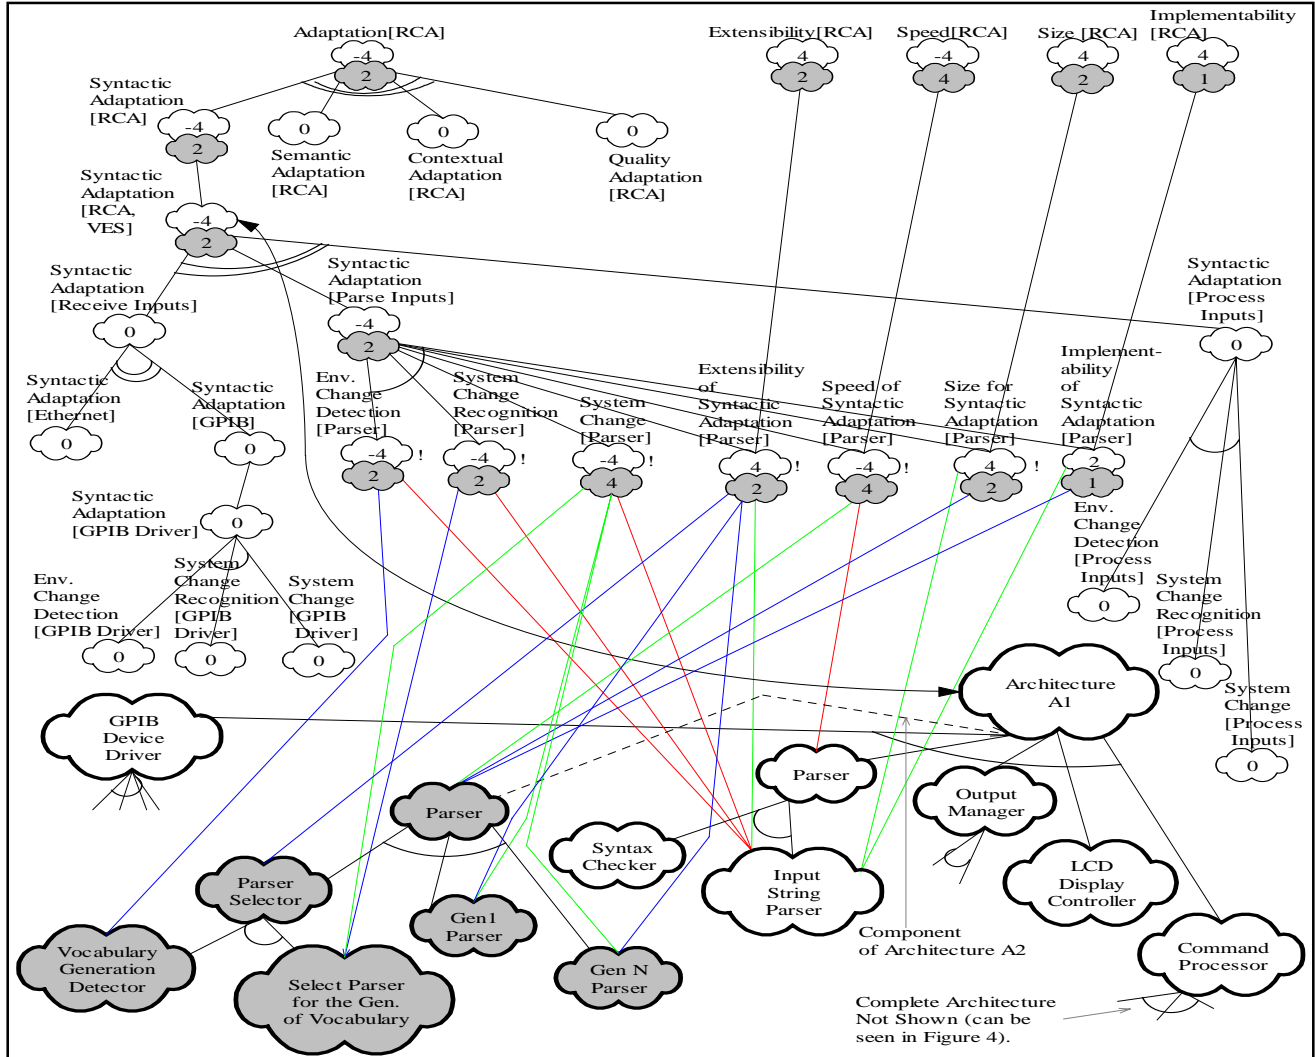 Adaptation[RCA]
-4
2
Extensibility[RCA]
4
2
Speed[RCA]
-4
4
Size [RCA]
4
2
Implementability
[RCA]
4
1
Syntactic
Adaptation
[RCA]
-4
2
0
Semantic
Adaptation
[RCA]
0
Contextual
Adaptation
[RCA]
0
Quality
Adaptation
[RCA]
Syntactic
Adaptation
[RCA,
VES]
-4
2
Syntactic
Adaptation
[Receive Inputs]
0
Syntactic
Adaptation
[Parse Inputs]
-4
2
Syntactic
Adaptation
[Process
Inputs]
0
Syntactic
Adaptation
[Ethernet]
0
Syntactic
Adaptation
[GPIB]
0
Env.
Change
Detection
[Parser]
-4
2
!
System
Change
Recognition
[Parser]
-4
2
!
System
Change
[Parser]
-4
4
!
Extensibility
of
Syntactic
Adaptation
[Parser]
4
2
!
Speed of
Syntactic
Adaptation
[Parser]
-4
4
!
Size for
Syntactic
Adaptation
[Parser]
4
2
!
Implement-
ability
of
Syntactic
Adaptation
[Parser]
2
1
Syntactic
Adaptation
[GPIB Driver]
0
Env.
Change
Detection
[GPIB Driver]
0
System
Change
Recognition
[GPIB
Driver]
0
System
Change
[GPIB
Driver]
0
Env.
Change
Detection
[Process
Inputs]
0
System
Change
Recognition
[Process
Inputs]
0
System
Change
[Process
Inputs]
0
Architecture
A1
GPIB
Device
Driver
Parser
Parser
Output
Manager
Syntax
Checker
Input
String
Parser
LCD
Display
Controller
Parser
Selector
Gen1
Parser
Gen N
Parser
Command
Processor
Vocabulary
Generation
Detector
Select Parser
for the Gen.
of Vocabulary
Component
of Architecture A2
Complete Architecture
Not Shown (can be
seen in Figure 4).